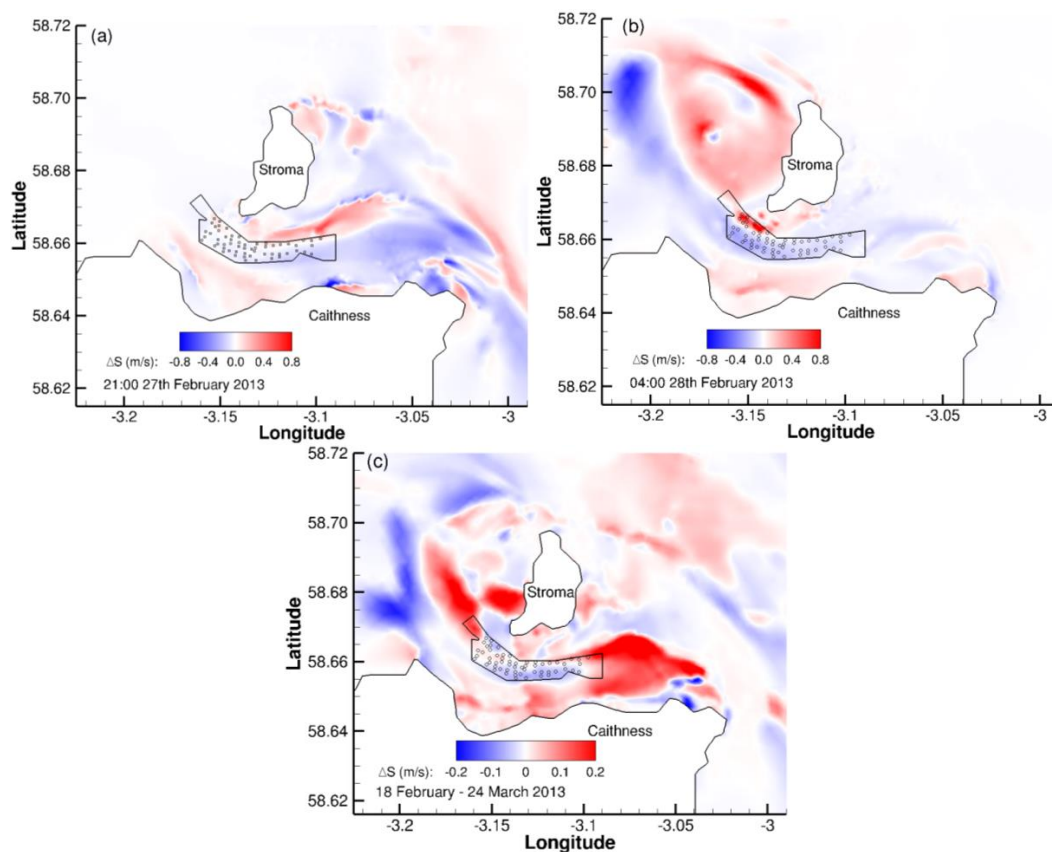 (a)
58.72
58.70
58.68
58.66
58.64
58.62
Latitude
Stroma
Caithness
-0.8 -0.4 0.0 0.4 0.8
△S (m/s):
21:00 27th February 2013
-3.2 -3.15 -3.1 -3.05 -3
Longitude
(b)
58.72
58.70
58.68
58.66
58.64
58.62
Latitude
Stroma
Caithness
△S (m/s): -0.8 -0.4 0.0 0.4 0.8
04:00 28th February 2013
-3.2 -3.15 -3.1 -3.05 -3
Longitude
(c)
58.72
58.70
58.68
58.66
58.64
58.62
Latitude
Stroma
Caithness
△S (m/s): -0.2 -0.1 0 0.1 0.2
18 February - 24 March 2013
-3.2 -3.15 -3.1 -3.05 -3
Longitude